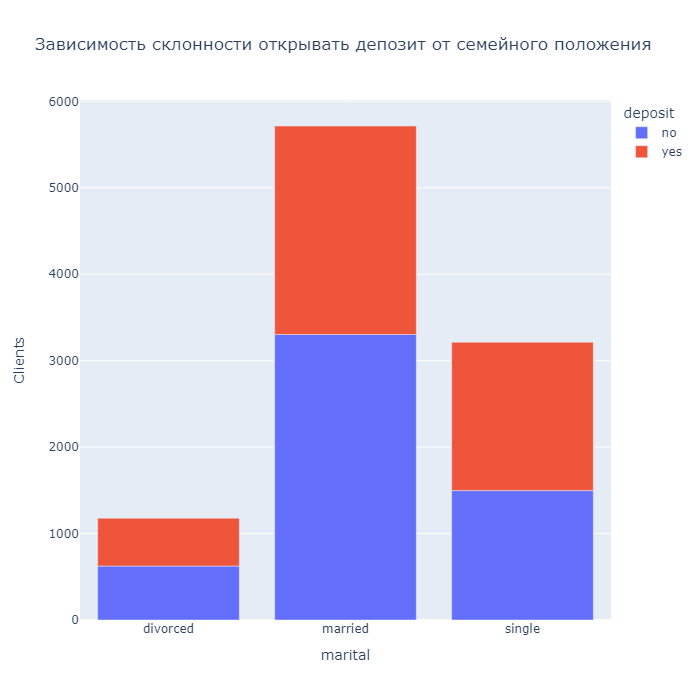 Зависимость склонности открывать депозит от семейного положения
deposit
no
yes
6000
5000
4000
3000
2000
1000
0
Clients
divorced married single
marital